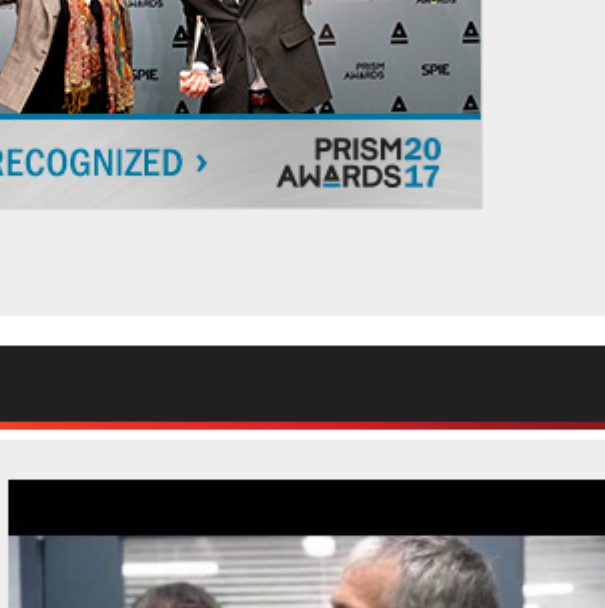 AWARDS
SPIE
PRISM
AWARDS
SPIE
RECOGNIZED ›
PRISM20
AWARDS17